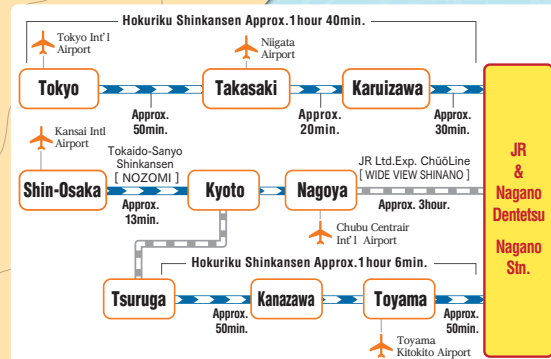 Hokuriku Shinkansen Approx.1hour 40min.
Tokyo Int'l
Airport
Niigata
Airport
Tokyo
Takasaki
Karuizawa
Approx.
50min.
Approx.
20min.
Approx.
30min.
Kansai Intl
Airport
Tokaido-Sanyo
Shinkansen
[ NOZOMI ]
JR Ltd.Exp. ChūōLine
[ WIDE VIEW SHINANO ]
Shin-Osaka
Kyoto
Nagoya
Approx.
13min.
Approx. 3hour.
Chubu Centrair
Int'l Airport
Hokuriku Shinkansen Approx.1hour 6min.
Tsuruga
Kanazawa
Toyama
Approx.
50min.
Approx.
50min.
Approx.
50min.
Toyama
Kitokito Airport
JR
&
Nagano
Dentetsu
Nagano
Stn.